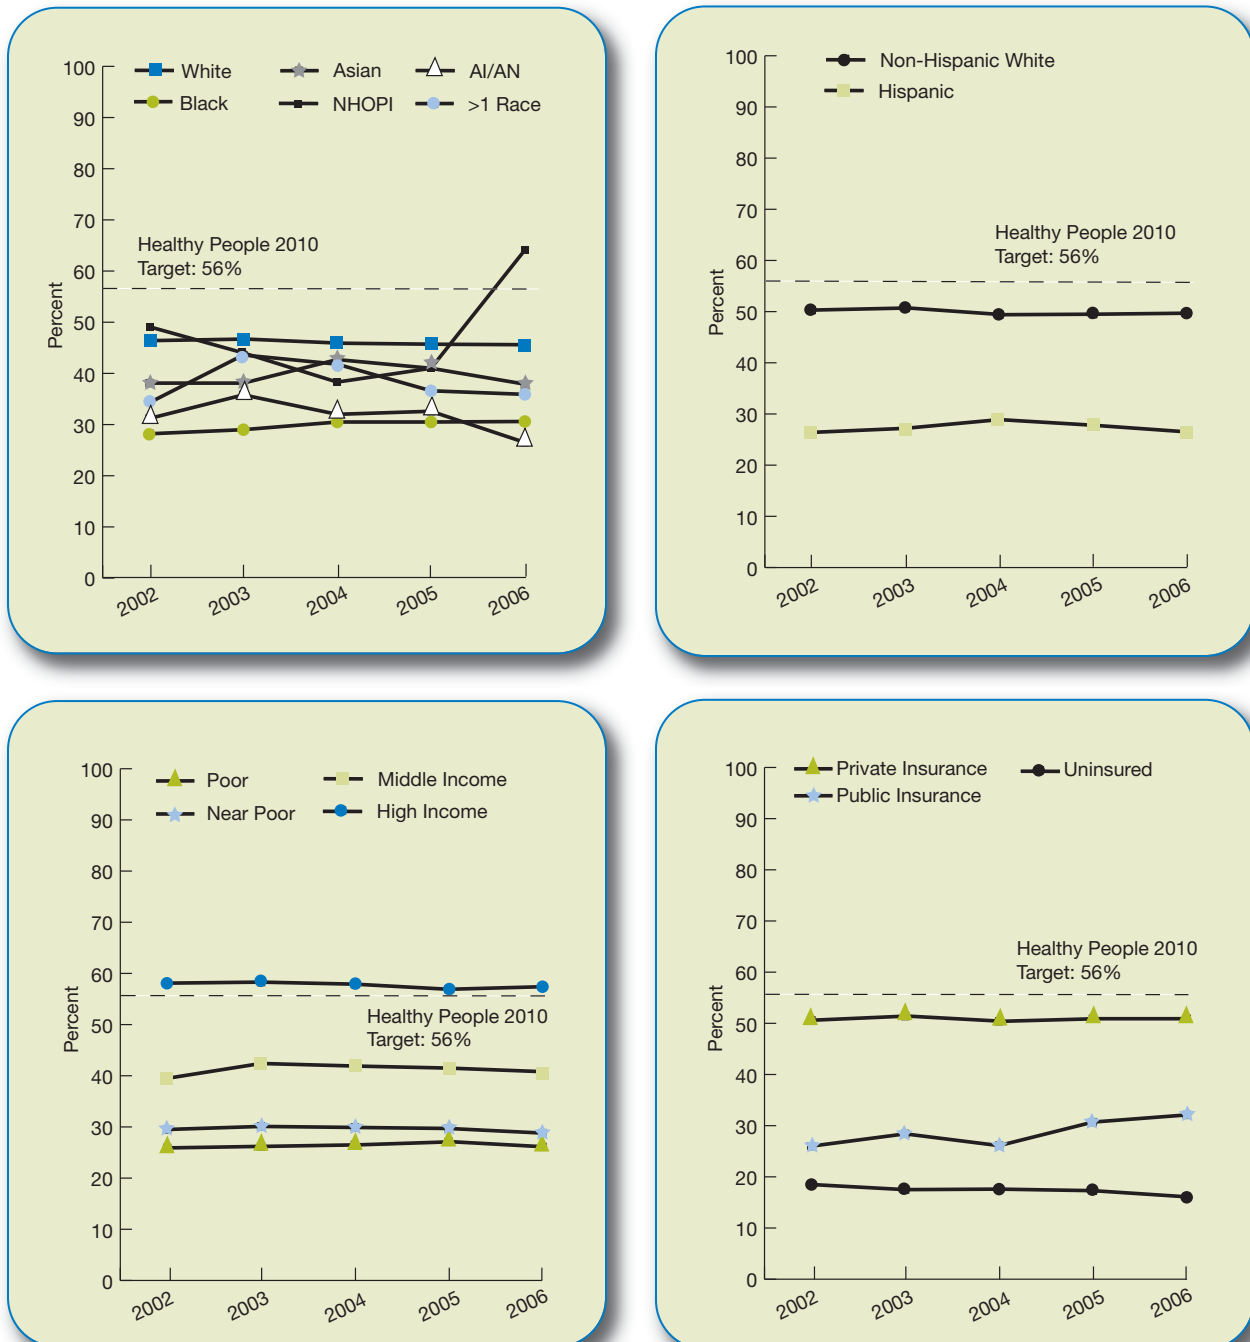 White
Asian
AI/AN
Black
NHOPI
>1 Race
100
90
80
70
60
50
40
30
20
10
0
Percent
Healthy People 2010
Target: 56%
2002
2003
2004
2005
2006
Non-Hispanic White
Hispanic
100
90
80
70
60
50
40
30
20
10
0
Percent
Healthy People 2010
Target: 56%
2002
2003
2004
2005
2006
Poor
Middle Income
Near Poor
High Income
100
90
80
70
60
50
40
30
20
10
0
Percent
Healthy People 2010
Target: 56%
2002
2003
2004
2005
2006
Private Insurance
Uninsured
Public Insurance
100
90
80
70
60
50
40
30
20
10
0
Percent
Healthy People 2010
Target: 56%
2002
2003
2004
2005
2006